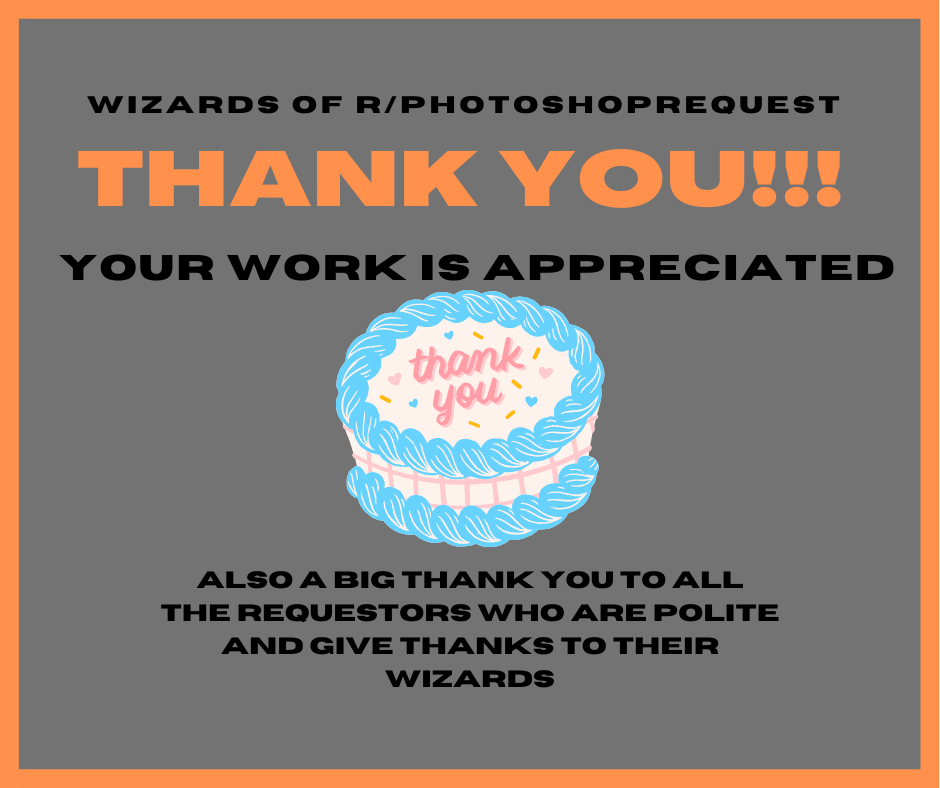 WIZARDS OF R/PHOTOSHOPREQUEST
THANK YOU!!!
YOUR WORK IS APPRECIATED
thank
you
ALSO A BIG THANK YOU TO ALL
THE REQUESTORS WHO ARE POLITE
AND GIVE THANKS TO THEIR
WIZARDS